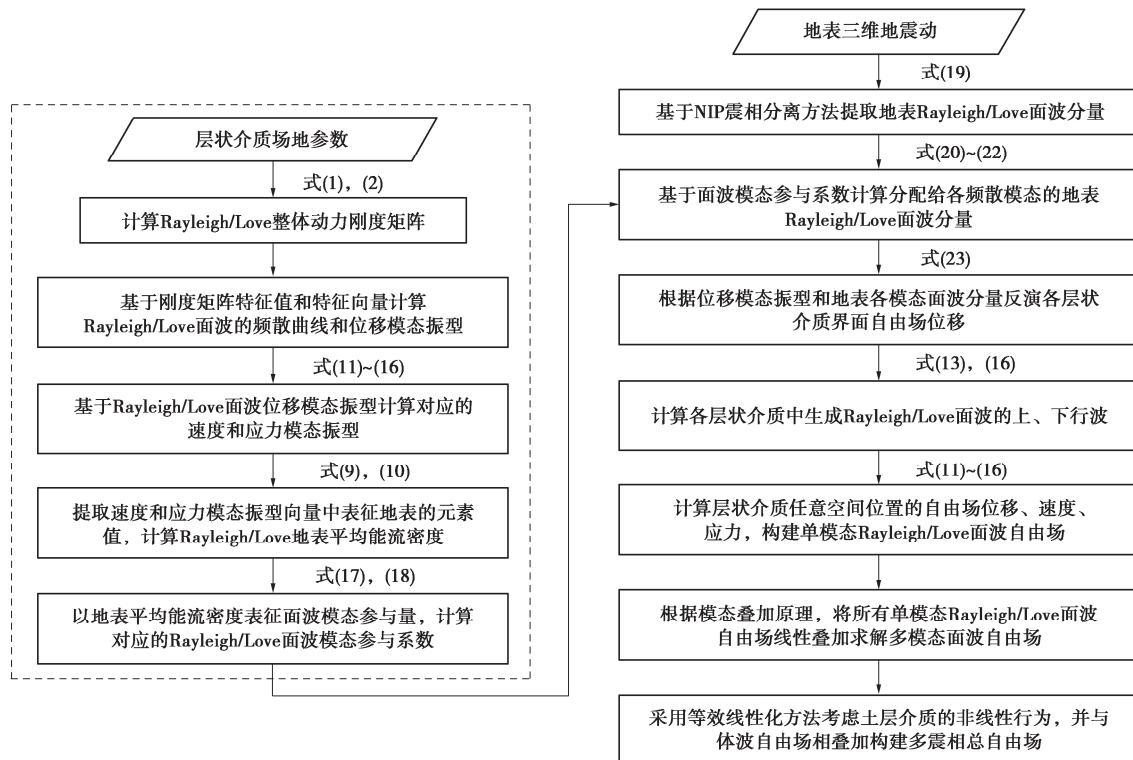 层状介质场地参数
式(1)，(2)
计算Rayleigh/Love整体动力刚度矩阵
基于刚度矩阵特征值和特征向量计算
Rayleigh/Love面波的频散曲线和位移模态振型
式(11)~(16)
基于Rayleigh/Love面波位移模态振型计算对应的
速度和应力模态振型
式(9)，(10)
提取速度和应力模态振型向量中表征地表的元素
值，计算Rayleigh/Love地表平均能流密度
式(17)，(18)
以地表平均能流密度表征面波模态参与量，计算
对应的Rayleigh/Love面波模态参与系数
地表三维地震动
式(19)
基于NIP震相分离方法提取地表Rayleigh/Love面波分量
式(20)~(22)
基于面波模态参与系数计算分配给各频散模态的地表
Rayleigh/Love面波分量
式(23)
根据位移模态振型和地表各模态面波分量反演各层状
介质界面自由场位移
式(13)，(16)
计算各层状介质中生成Rayleigh/Love面波的上、下行波
式(11~(16)
计算层状介质任意空间位置的自由场位移、速度、
应力，构建单模态Rayleigh/Love面波自由场
根据模态叠加原理，将所有单模态Rayleigh/Love面波
自由场线性叠加求解多模态面波自由场
采用等效线性化方法考虑土层介质的非线性行为，并与
体波自由场相叠加构建多震相总自由场